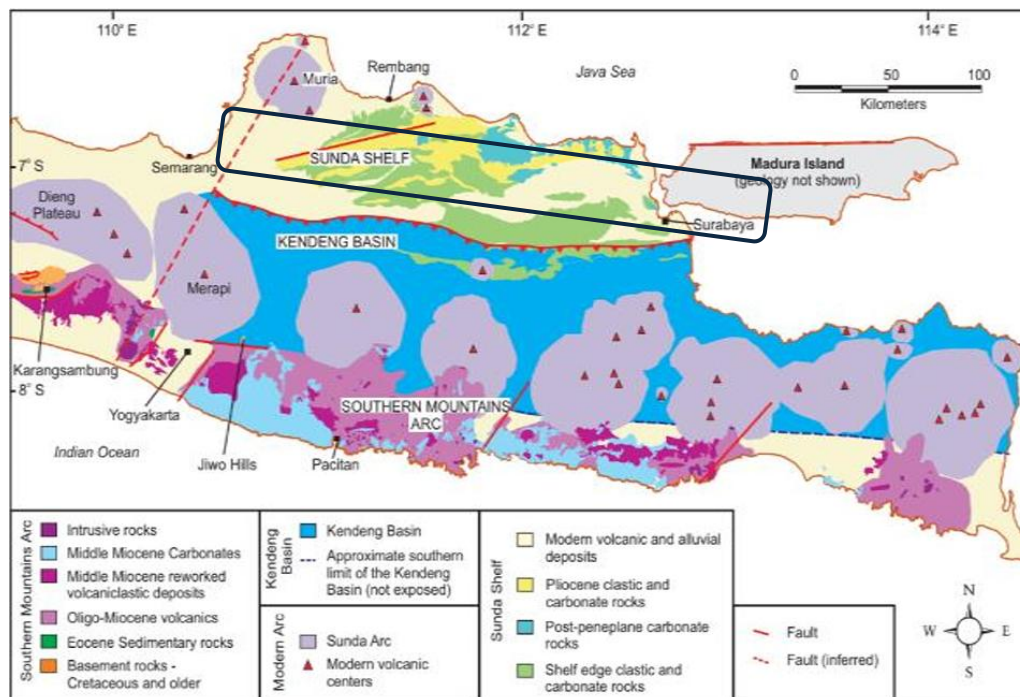 110° E
112° E
114° E
Muria
Rembang
Java Sea
0 50 100
Kilometers
7° S
Semarang
SUNDA SHELF
Madura Island
(geology not shown)
Dieng
Plateau
Surabaya
KENDENG BASIN
Merapi
Karangsambung
8° S
Yogyakarta
SOUTHERN MOUNTAINS
ARC
Indian Ocean
Jiwo Hills
Pacitan
Southern Mountains Arc
Intrusive rocks
Middle Miocene Carbonates
Middle Miocene reworked
volcaniclastic deposits
Oligo-Miocene volcanics
Eocene Sedimentary rocks
Basement rocks -
Cretaceous and older
Kendeng
Basin
Kendeng Basin
Approximate southern
limit of the Kendeng
Basin (not exposed)
Modern Arc
Sunda Arc
Modern volcanic
centers
Sunda Shelf
Modern volcanic and alluvial
deposits
Pliocene clastic and
carbonate rocks
Post-peneplane carbonate
rocks
Shelf edge clastic and
carbonate rocks
Fault
Fault (inferred)
N
W E
S